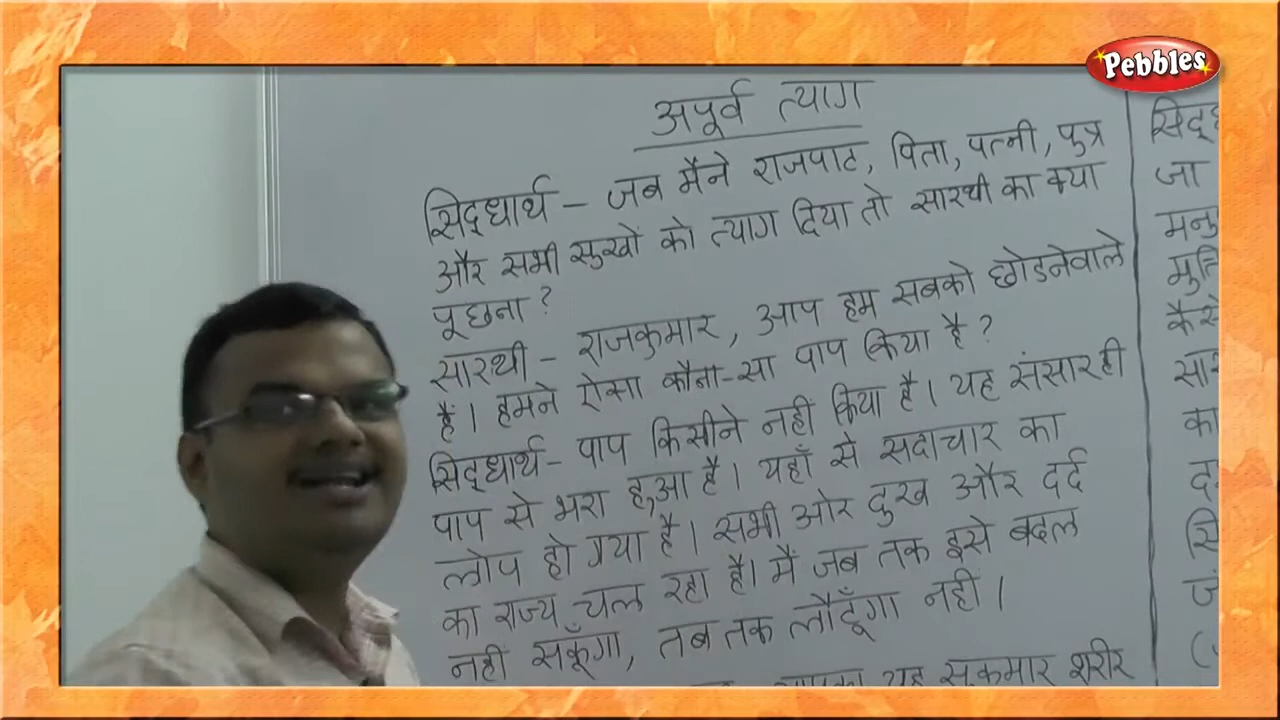 Pebbles
अपूर्व त्याग
सिद्धार्थ - जब मैने राजपाट, पिता, पत्नी, पुत्र
और सभी सुखों को त्याग दिया तो सारथी का क्या
पूछना?
सारथी - राजकुमार, आप हम सबको छोडनेवाले
हैं। हमने ऐसा कौना-सा पाप किया है?
सिद्धार्थ - पाप किसीने नहीं किया है। यह संसार ही
पाप से भरा हुआ है। यहाँ से सदाचार का
लोप हो गया है। सभी ओर दुख और दर्द
का राज्य चल रहा है। मैं जब तक इसे बदल
नही सकूँगा, तब तक लौटूँगा नही।
यह सुकुमार शरीर
जा
कैसे
का